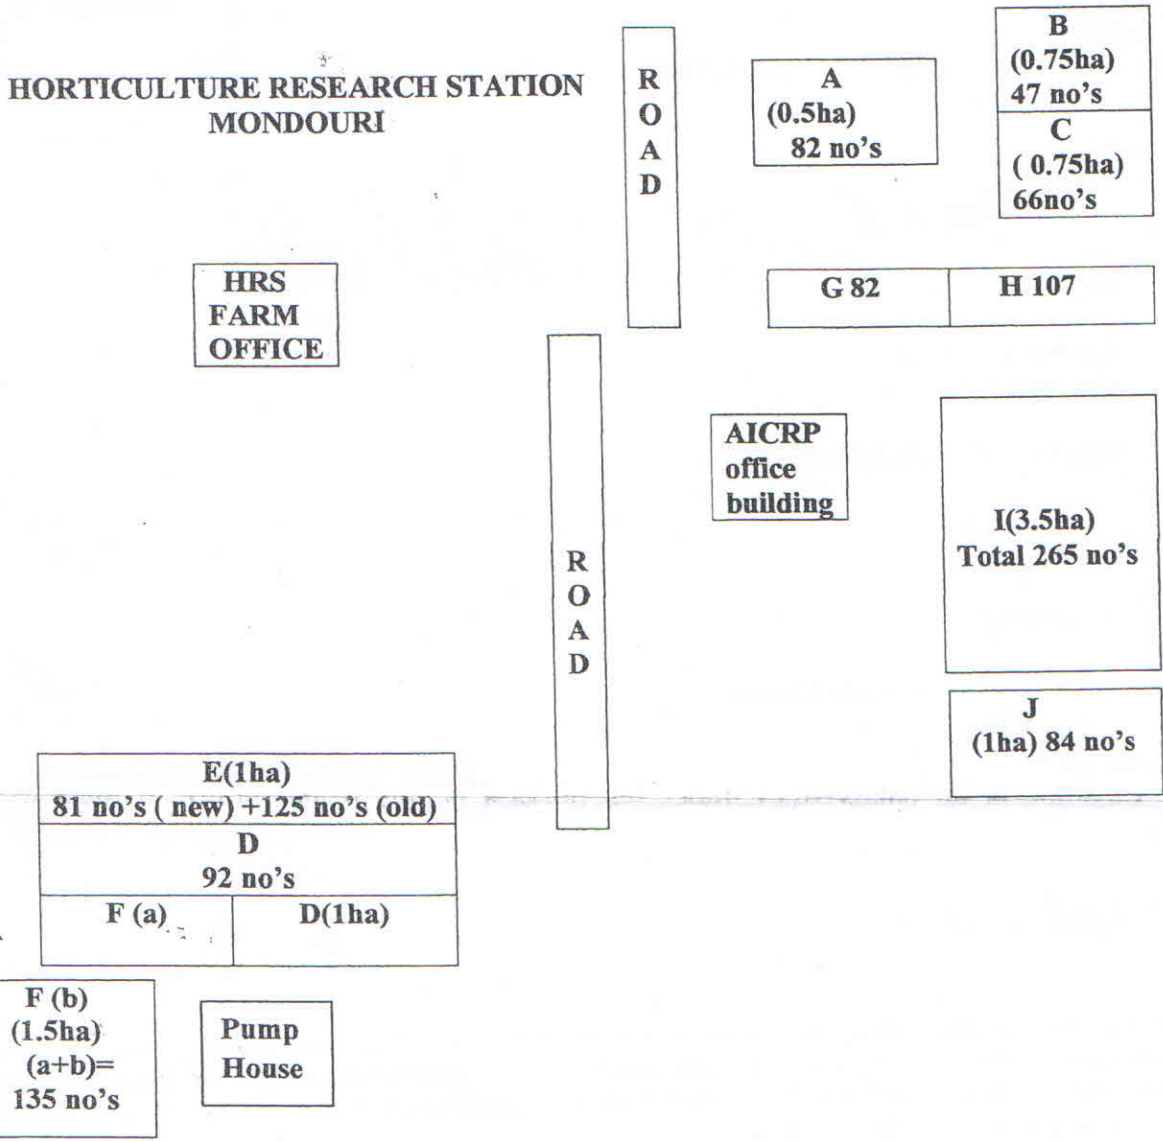 HORTICULTURE RESEARCH STATION
MONDOURI
R
O
A
D
A
(0.5ha)
82 no's
B
(0.75ha)
47 no's
C
( 0.75ha)
66no's
HRS
FARM
OFFICE
G 82
H 107
AICRP
office
building
I(3.5ha)
Total 265 no's
R
O
A
D
J
(1ha) 84 no's
E(1ha)
81 no's ( new) +125 no's (old)
D
92 no's
F (a)
D(1ha)
F (b)
(1.5ha)
(a+b)=
135 no's
Pump
House